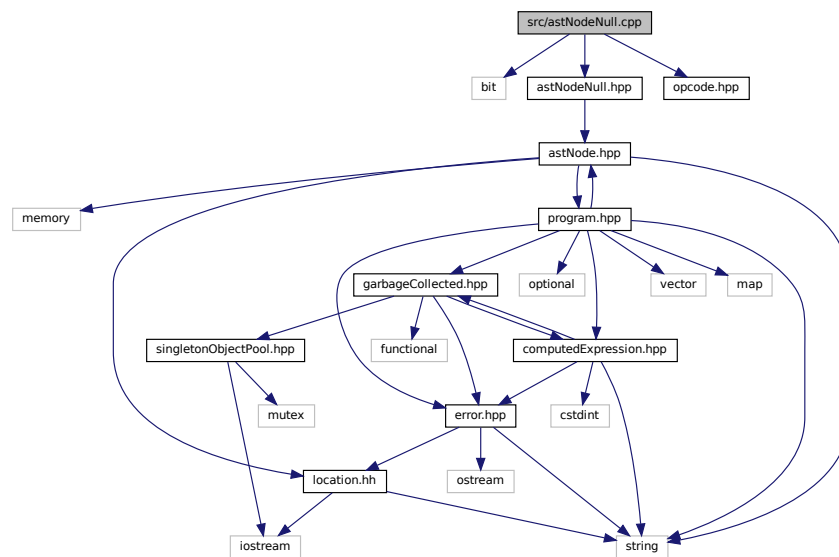 src/astNodeNull.cpp
bit
astNodeNull.hpp
opcode.hpp
astNode.hpp
memory
program.hpp
garbageCollected.hpp
optional
vector
map
singletonObjectPool.hpp
functional
computedExpression.hpp
mutex
error.hpp
cstdint
location.hh
ostream
iostream
string